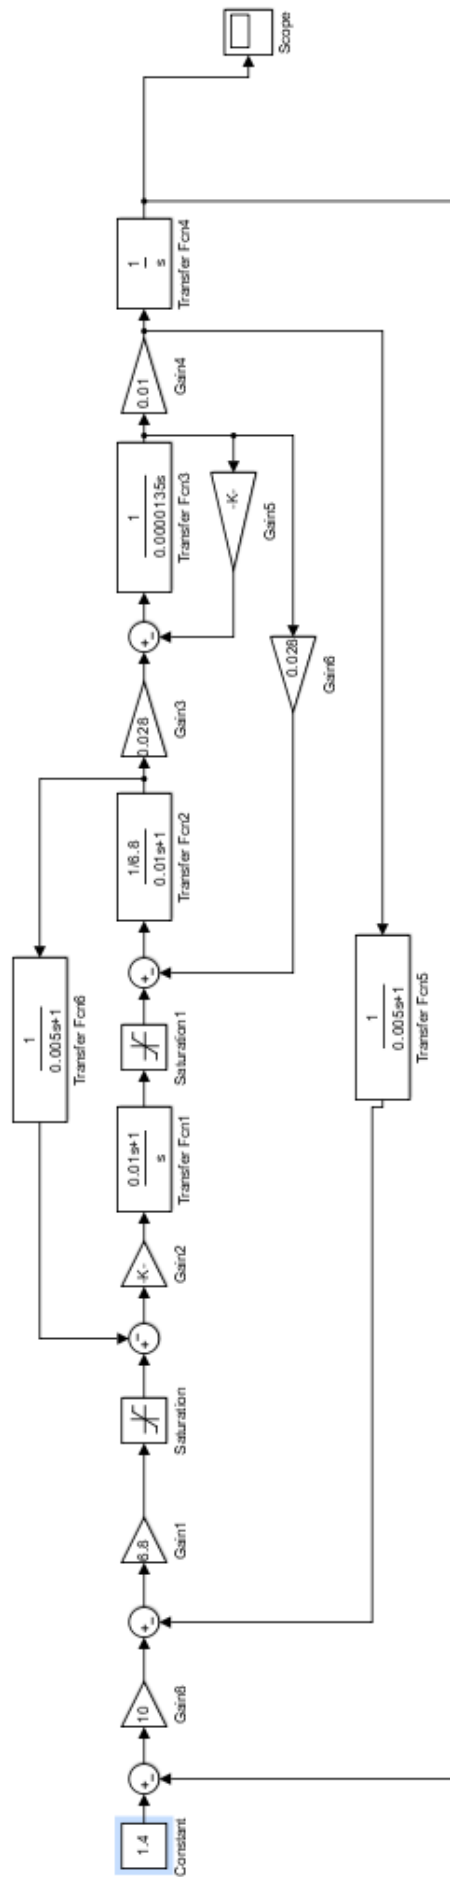 1.4
Constant
+
-
10
Gain8
+
-
6.8
Gain1
Saturation
+
-
-K-
Gain2
0.01s+1
s
Transfer Fcn1
Saturation1
+
-
1/6.8
0.01s+1
Transfer Fcn2
0.028
Gain3
+
-
1
0.0000135s
Transfer Fcn3
0.01
Gain4
1
s
Transfer Fcn4
Scope
1
0.005s+1
Transfer Fcn6
-K-
Gain5
0.028
Gain6
1
0.005s+1
Transfer Fcn5